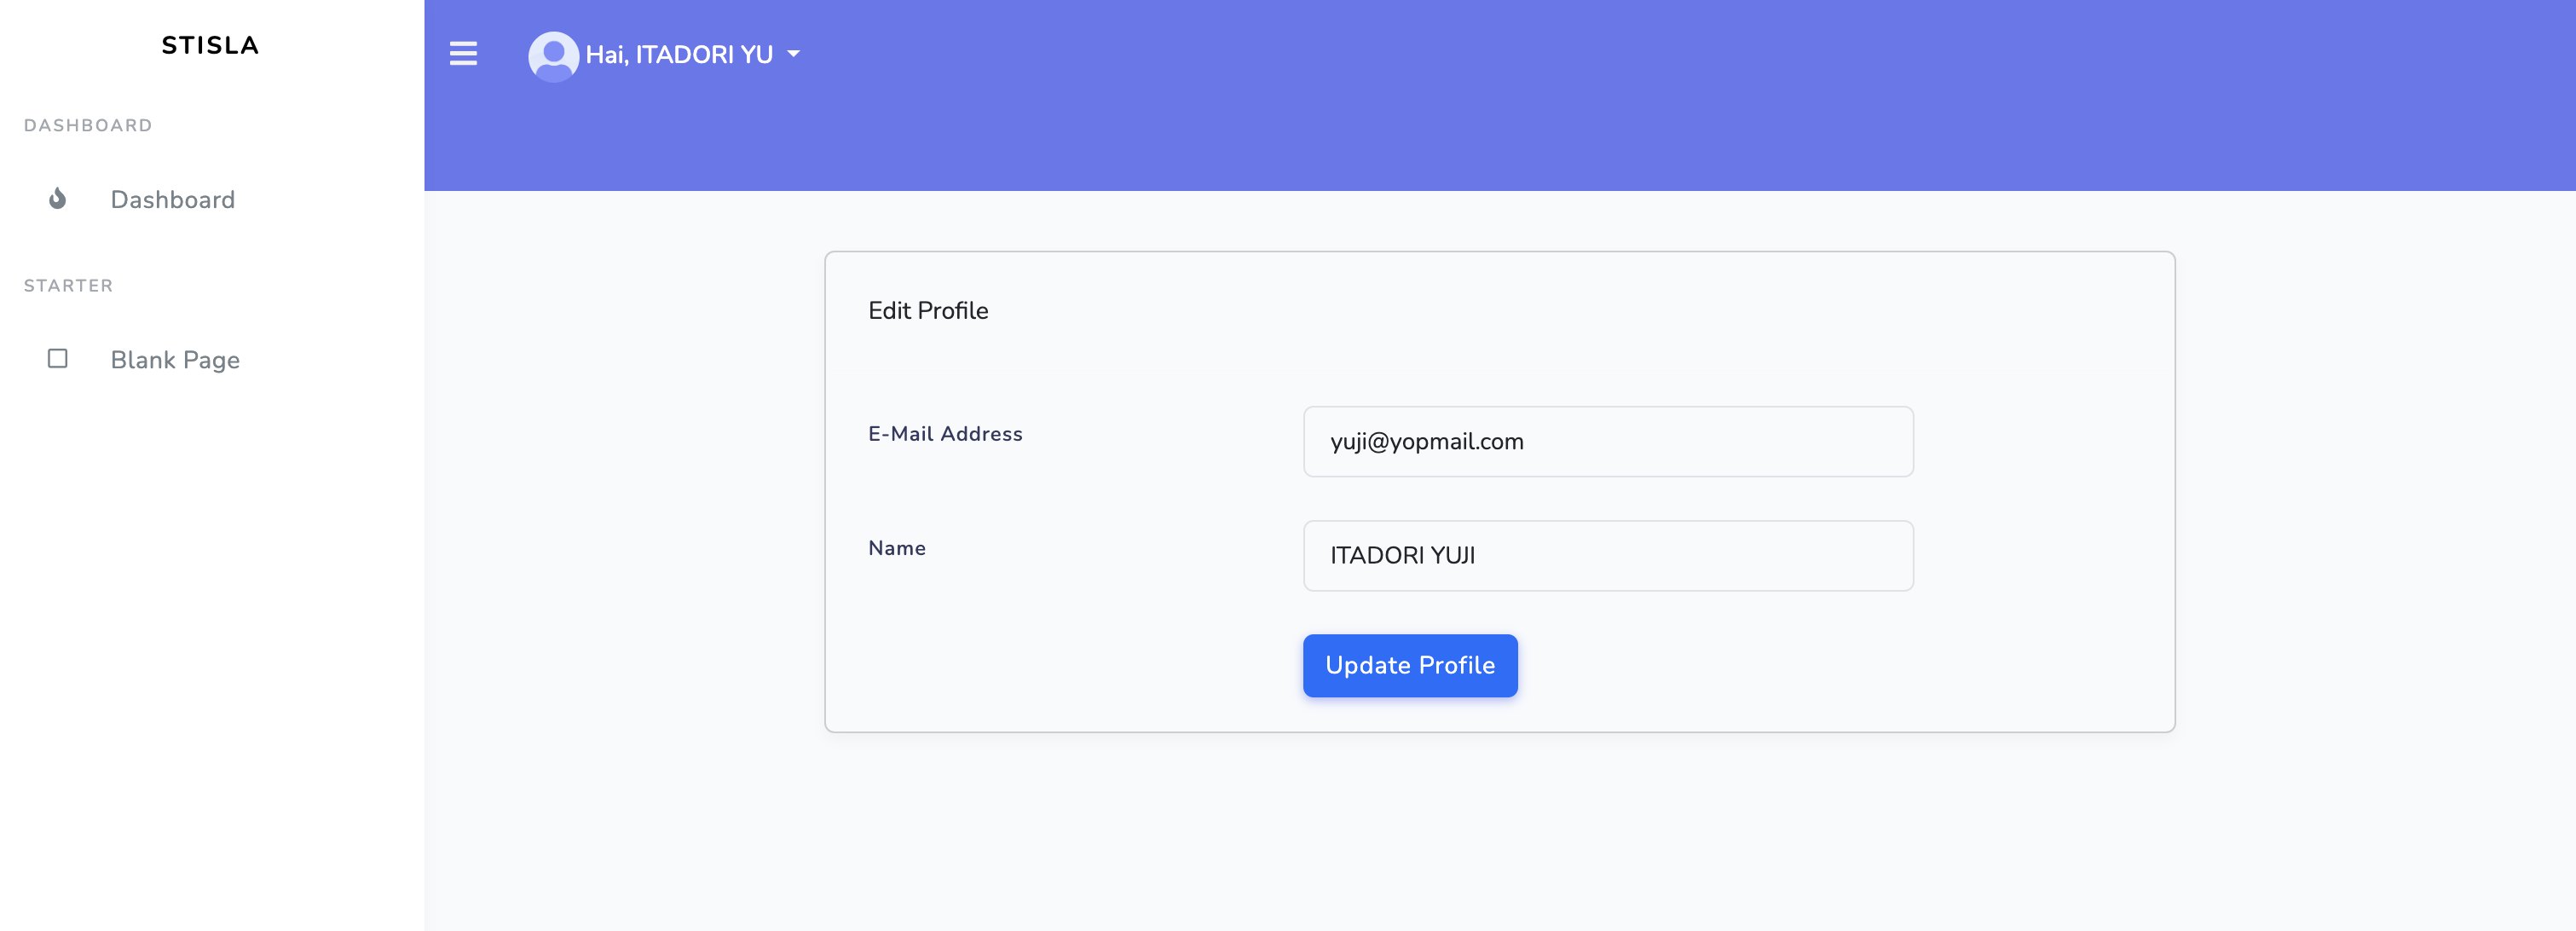 STISLA
DASHBOARD
Dashboard
STARTER
Blank Page
Hai, ITADORI YU
Edit Profile
E-Mail Address
yuji@yopmail.com
Name
ITADORI YUJI
Update Profile